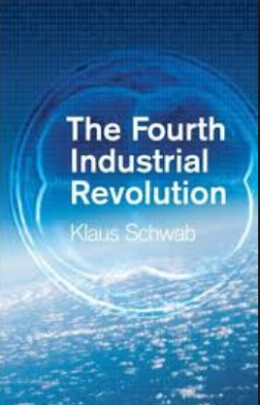 The Fourth
Industrial
Revolution
Klaus Schwab